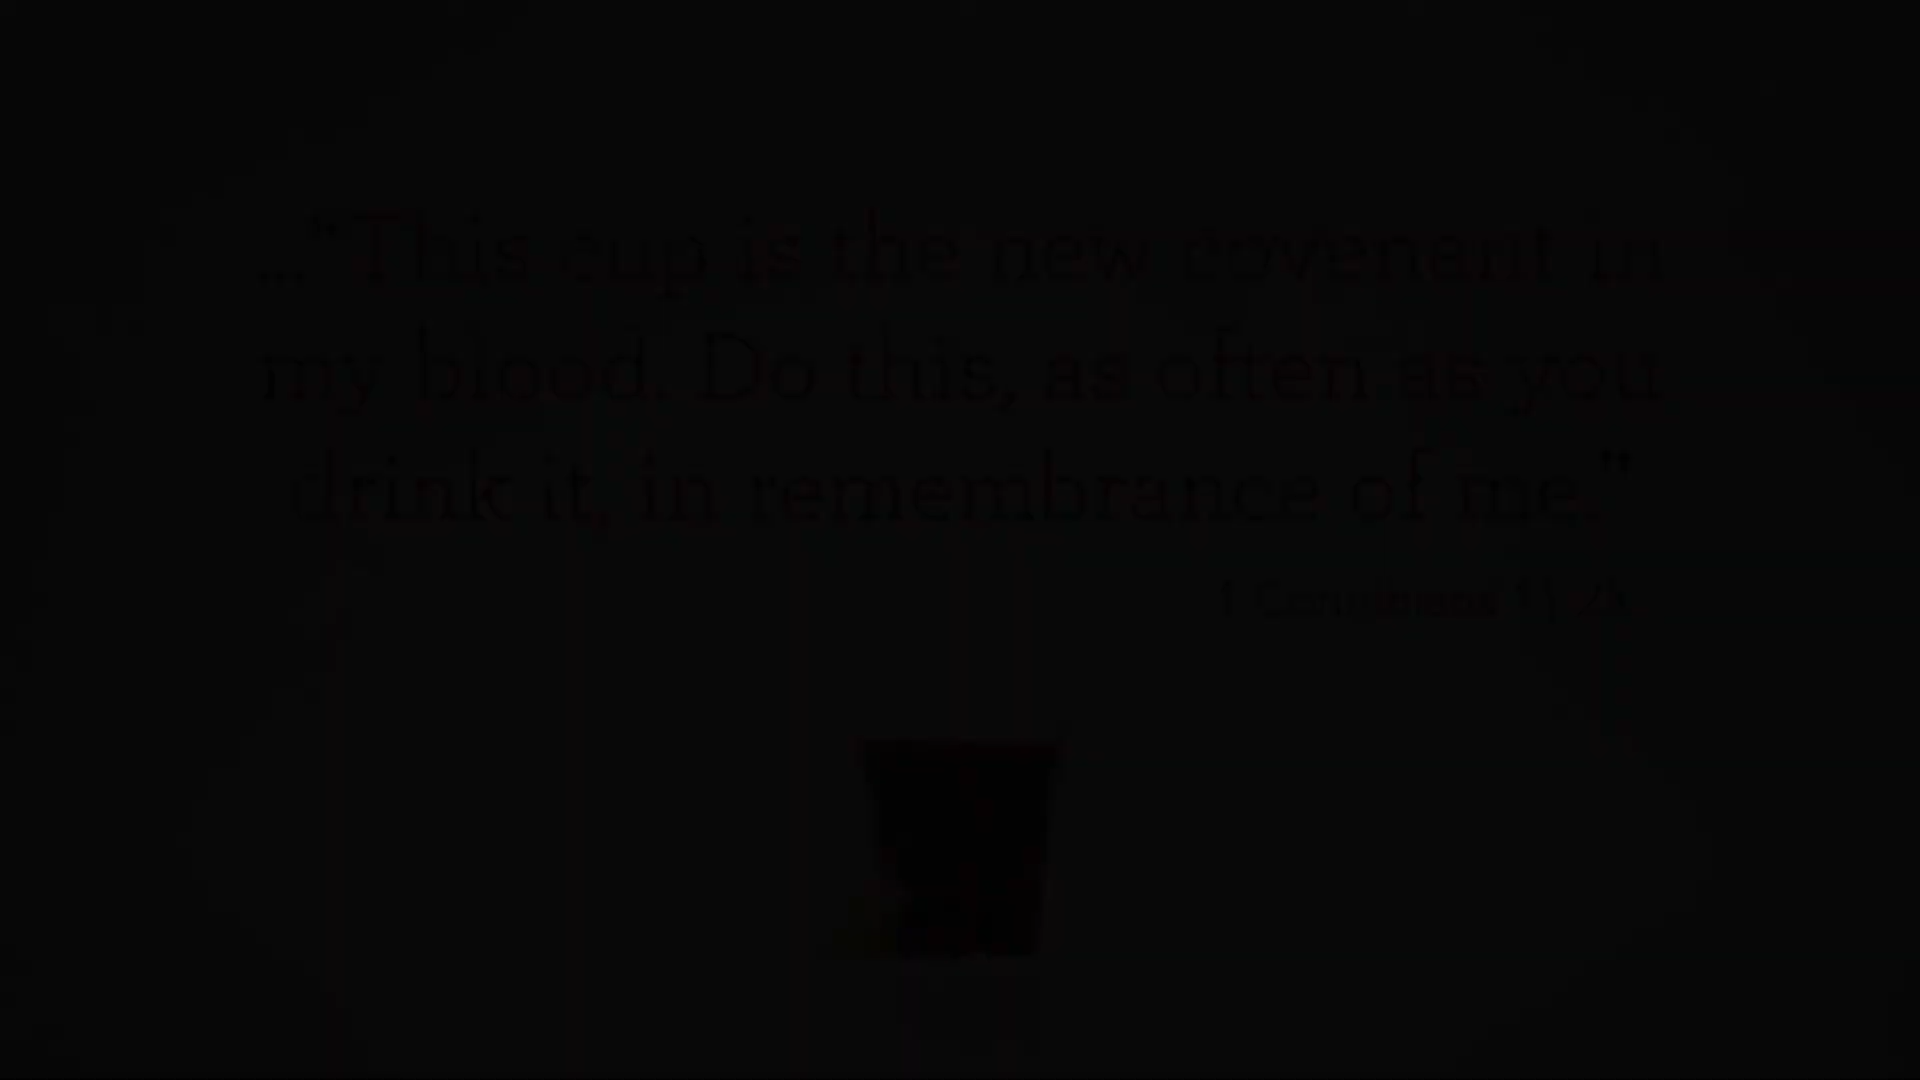 ..."This cup is the new covenant in
my blood. Do this, as often as you
drink it, in remembrance of me."
1 Corinthians 11:25